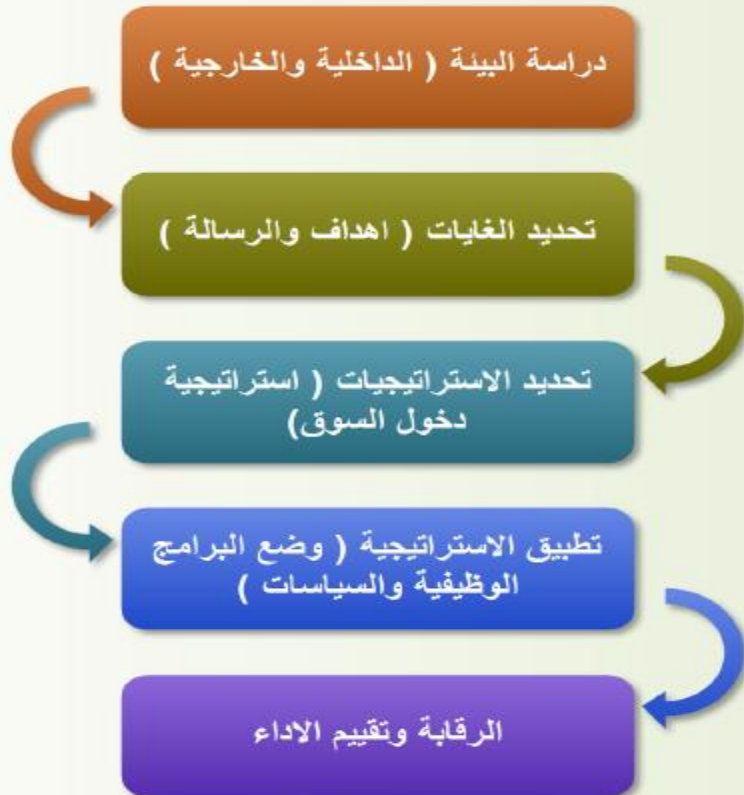 دراسة البيئة ( الداخلية والخارجية )
تحديد الغايات ( اهداف والرسالة )
تحديد الاستراتيجيات ( استراتيجية
دخول السوق)
تطبيق الاستراتيجية ( وضع البرامج
الوظيفية والسياسات )
الرقابة وتقييم الاداء